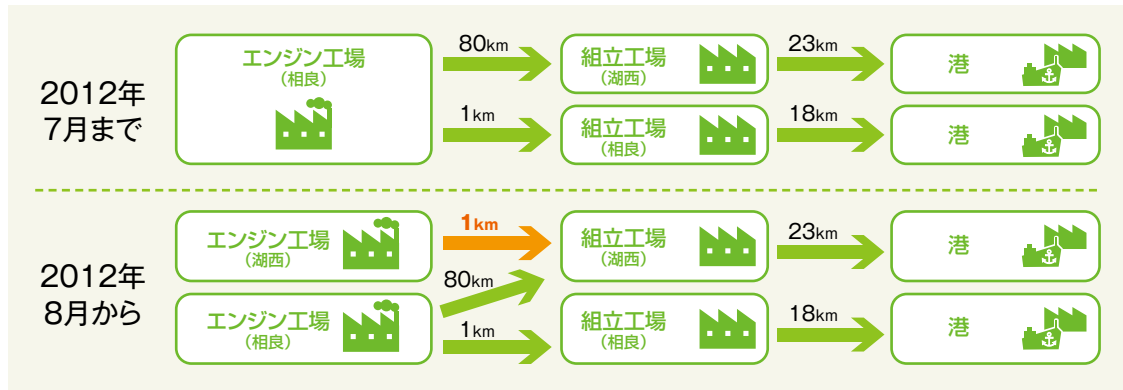 2012年
7月まで
エンジン工場
(相良)
80km
組立工場
(湖西)
23km
港
1km
組立工場
(相良)
18km
港
2012年
8月から
エンジン工場
(湖西)
1km
組立工場
(湖西)
23km
港
80km
エンジン工場
(相良)
1km
組立工場
(相良)
18km
港